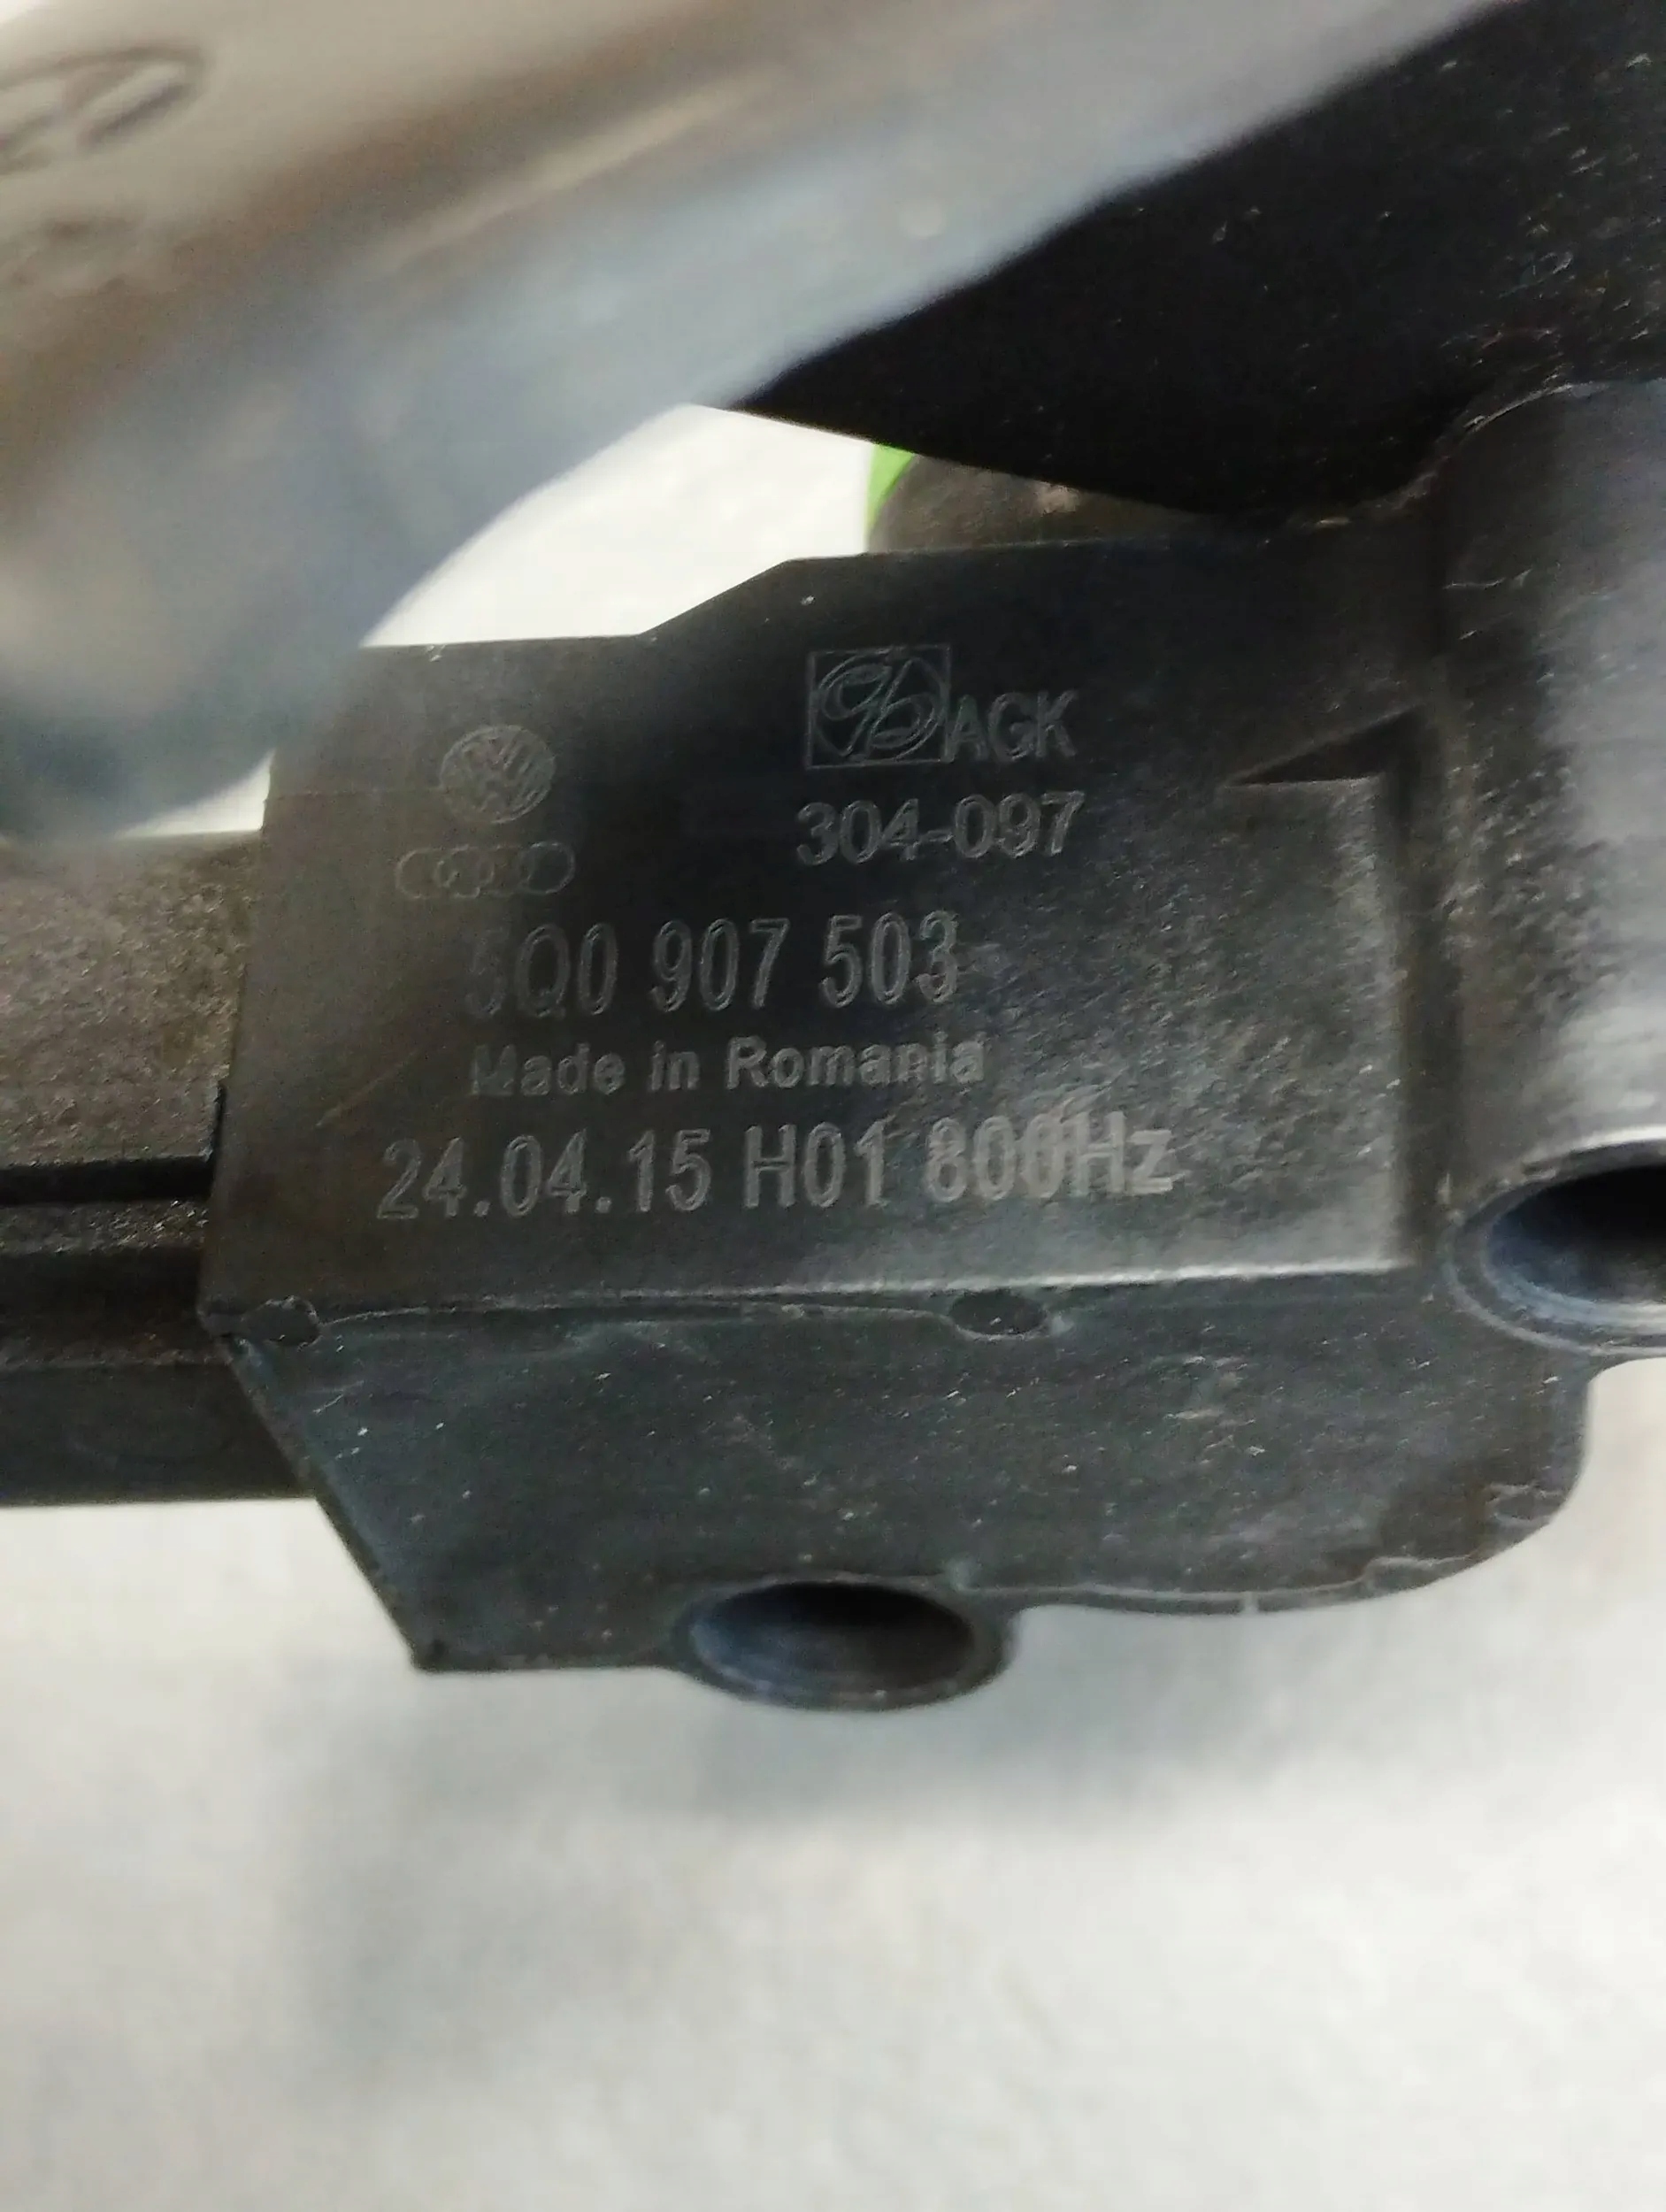 AGK
304-097
5Q0 907 503
Made in Romania
24.04.15 H01 800Hz